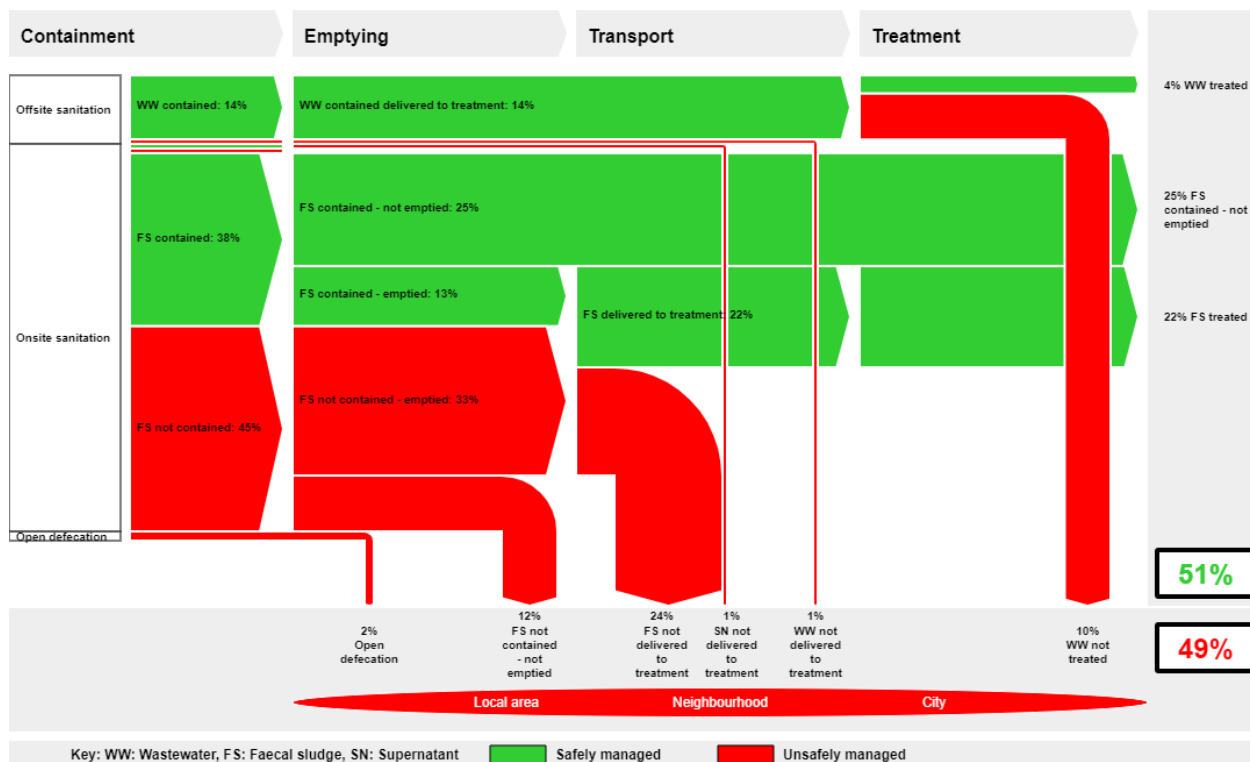 Containment
Emptying
Transport
Treatment
Offsite sanitation
WW contained: 14%
WW contained delivered to treatment: 14%
4% WW treated
FS contained - not emptied: 25%
25% FS
contained - not
emptied
FS contained: 38%
FS contained - emptied: 13%
FS delivered to treatment: 22%
22% FS treated
Onsite sanitation
FS not contained - emptied: 33%
FS not contained: 45%
Open defecation
51%
2%
Open
defecation
12%
FS not
contained
- not
emptied
24%
FS not
delivered
to
treatment
1%
SN not
delivered
to
treatment
1%
WW not
delivered
to
treatment
10%
WW not
treated
49%
Local area
Neighbourhood
City
Key: WW: Wastewater, FS: Faecal sludge, SN: Supernatant
Safely managed
Unsafely managed